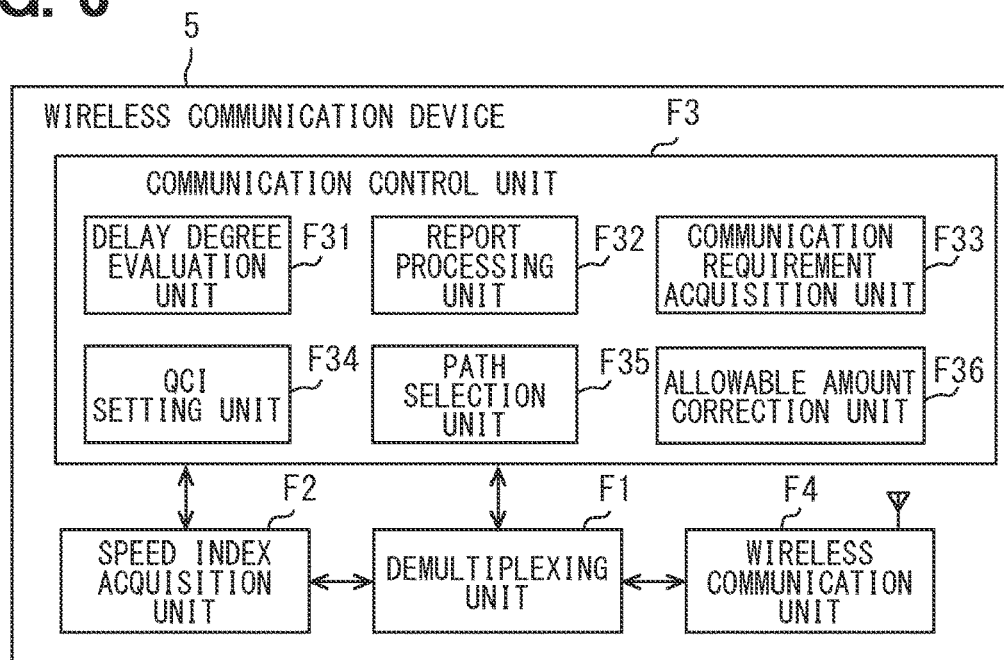 5
WIRELESS COMMUNICATION DEVICE
F3
COMMUNICATION CONTROL UNIT
DELAY DEGREE
EVALUATION
UNIT
F31
REPORT
PROCESSING
UNIT
F32
COMMUNICATION
REQUIREMENT
ACQUISITION UNIT
F33
QCI
SETTING UNIT
F34
PATH
SELECTION
UNIT
F35
ALLOWABLE AMOUNT
CORRECTION UNIT
F36
F2
SPEED INDEX
ACQUISITION
UNIT
F1
DEMULTIPLEXING
UNIT
F4
WIRELESS
COMMUNICATION
UNIT